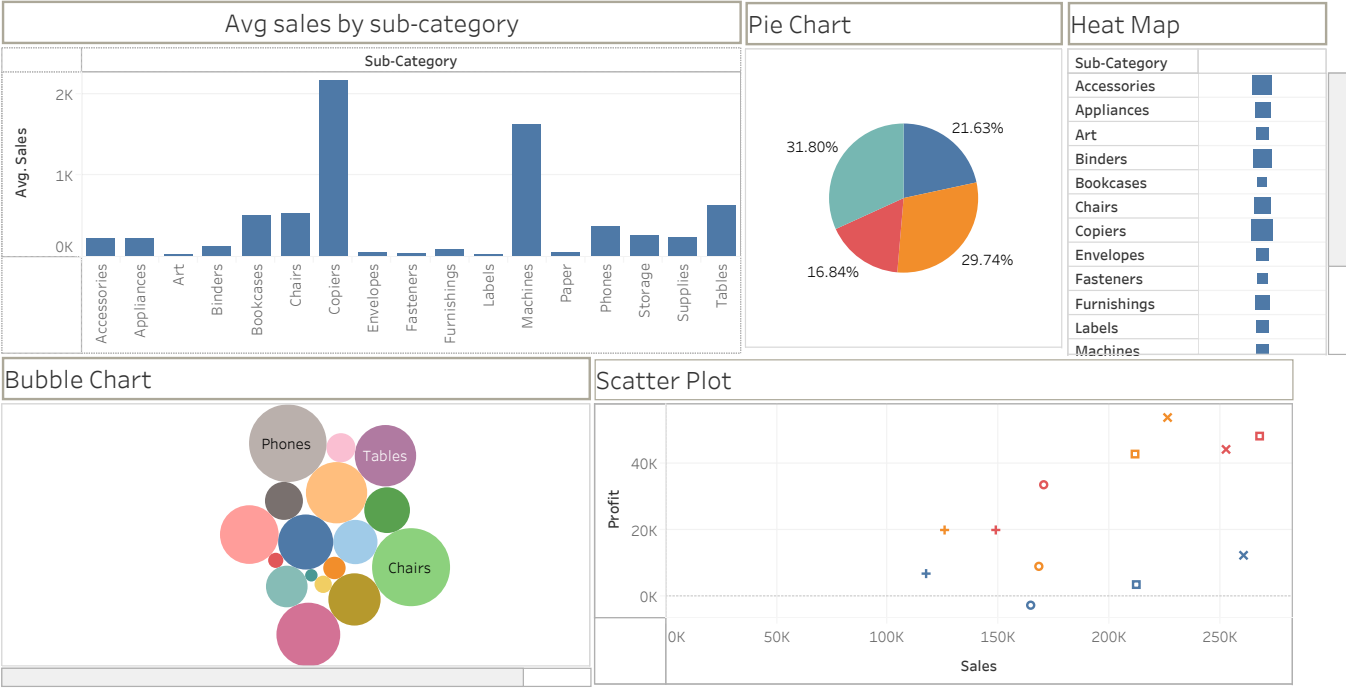 Avg sales by sub-category
Sub-Category
Avg. Sales
2K
1K
0K
Accessories
Appliances
Art
Binders
Bookcases
Chairs
Copiers
Envelopes
Fasteners
Furnishings
Labels
Machines
Paper
Phones
Storage
Supplies
Tables
Pie Chart
21.63%
31.80%
29.74%
16.84%
Heat Map
Sub-Category
Accessories
Appliances
Art
Binders
Bookcases
Chairs
Copiers
Envelopes
Fasteners
Furnishings
Labels
Machines
Bubble Chart
Phones
Tables
Chairs
Scatter Plot
Profit
40K
20K
0K
0K 50K 100K 150K 200K 250K
Sales